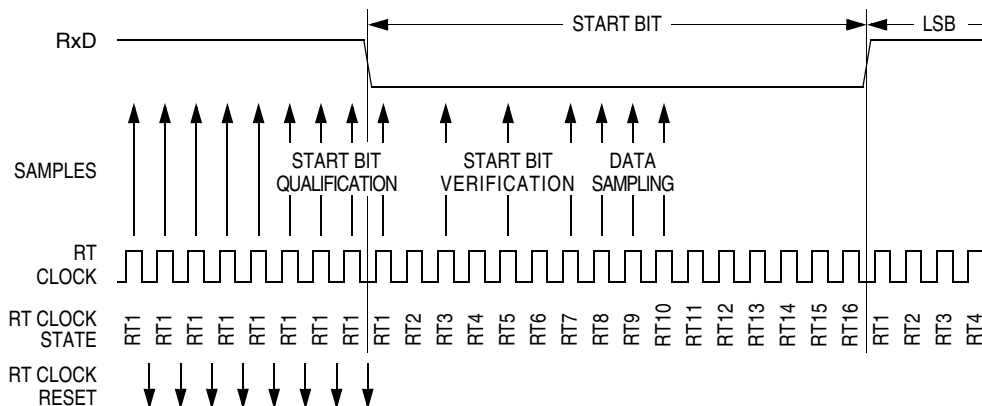 START BIT
LSB
RxD
SAMPLES
START BIT
QUALIFICATION
START BIT
VERIFICATION
DATA
SAMPLING
RT
CLOCK
RT CLOCK
STATE
RT1 RT1 RT1 RT1 RT1 RT1 RT1 RT1 RT1 RT2 RT3 RT4 RT5 RT6 RT7 RT8 RT9 RT10 RT11 RT12 RT13 RT14 RT15 RT16 RT1 RT2 RT3 RT4
RT CLOCK
RESET